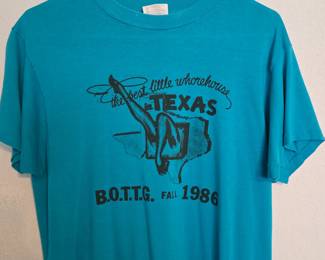 the best little whorehouse
in TEXAS
B.O.T.T.G. FALL 1986